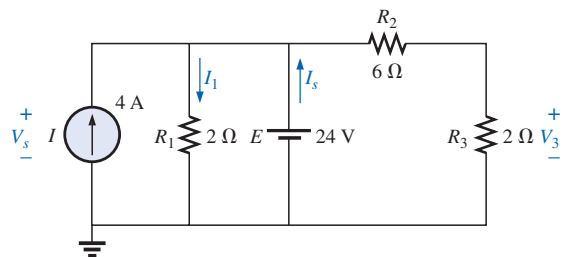 R2
6 Ω
I1
Is
4 A
+
Vs
–
I
R1
2 Ω
E
24 V
R3
2 Ω
+
V3
–